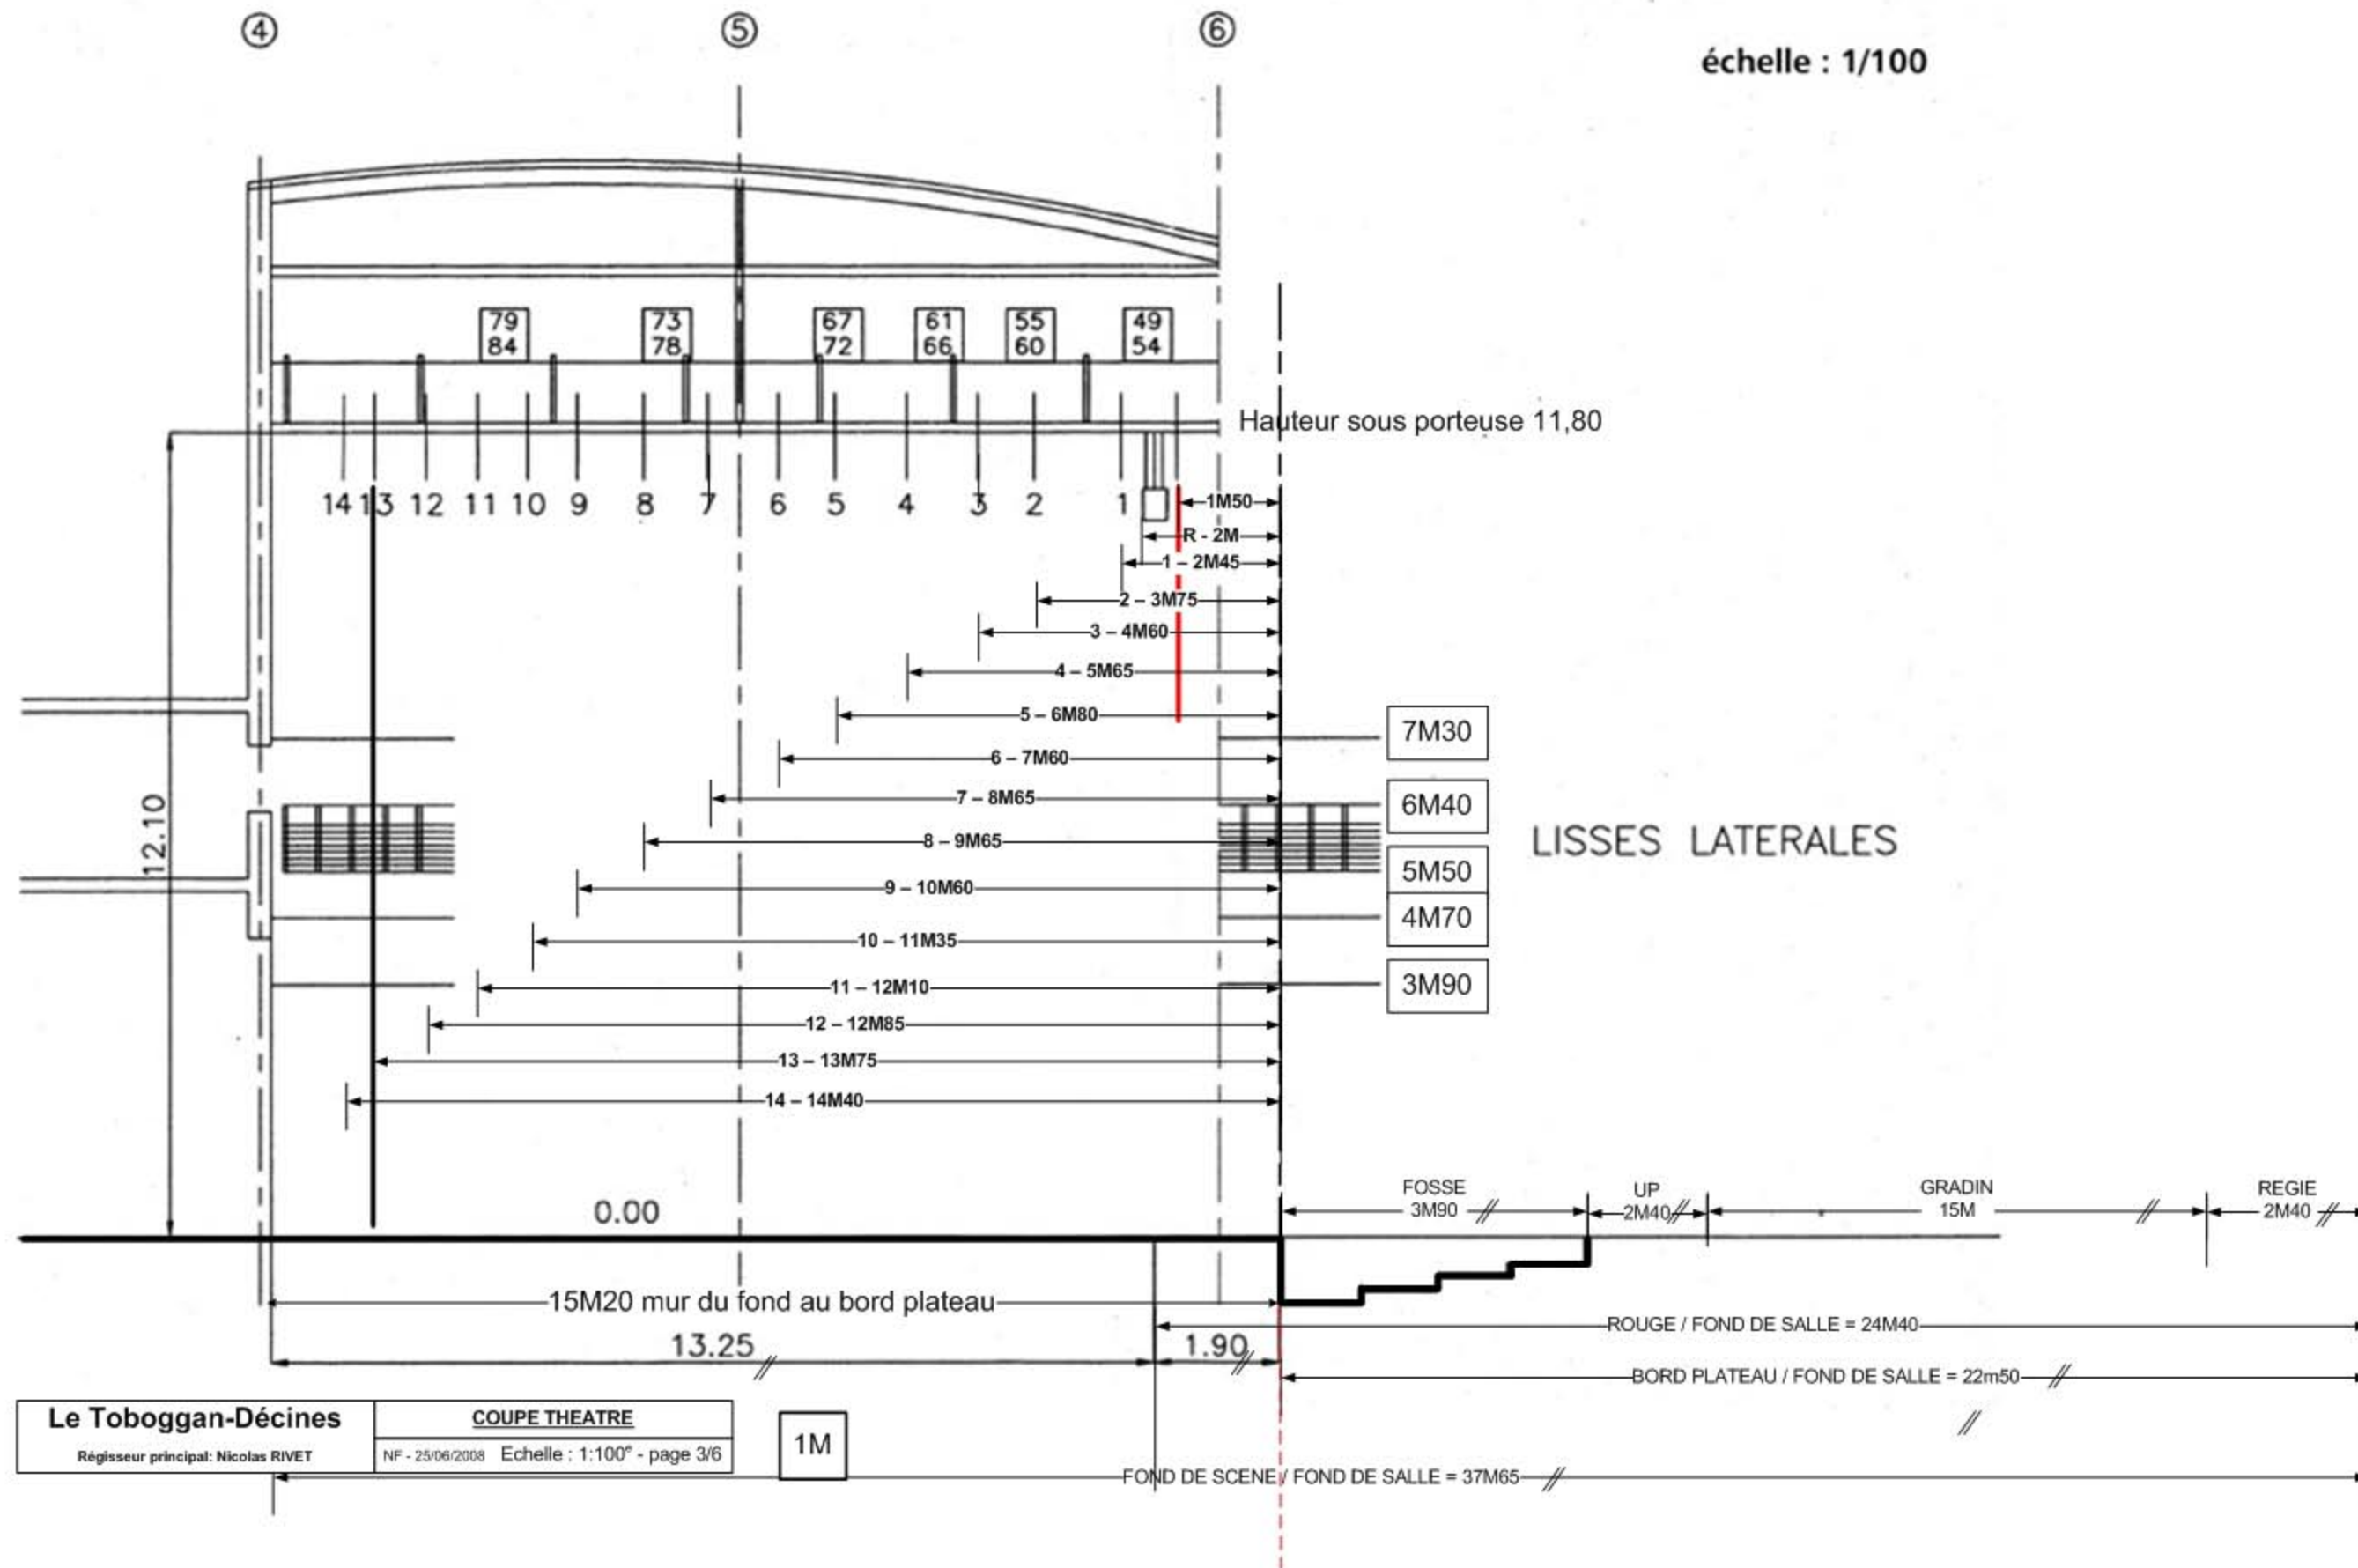 ④ ⑤ ⑥
échelle : 1/100
79 73 67 61 55 49
84 78 72 66 60 54
Hauteur sous porteuse 11,80
14 13 12 11 10 9 8 7 6 5 4 3 2 1
1M50
R - 2M
1 – 2M45
2 – 3M75
3 – 4M60
4 – 5M65
5 – 6M80
7M30
6 – 7M60
7 – 8M65
6M40
12.10
8 – 9M65
LISSES LATERALES
5M50
9 – 10M60
4M70
10 – 11M35
11 – 12M10
3M90
12 – 12M85
13 – 13M75
14 – 14M40
0.00
FOSSE
3M90
UP
2M40
GRADIN
15M
REGIE
2M40
15M20 mur du fond au bord plateau
ROUGE / FOND DE SALLE = 24M40
13.25
1.90
BORD PLATEAU / FOND DE SALLE = 22m50
Le Toboggan-Décines
Régisseur principal: Nicolas RIVET
COUPE THEATRE
NF - 25/06/2008 Echelle : 1:100° - page 3/6
1M
FOND DE SCENE / FOND DE SALLE = 37M65